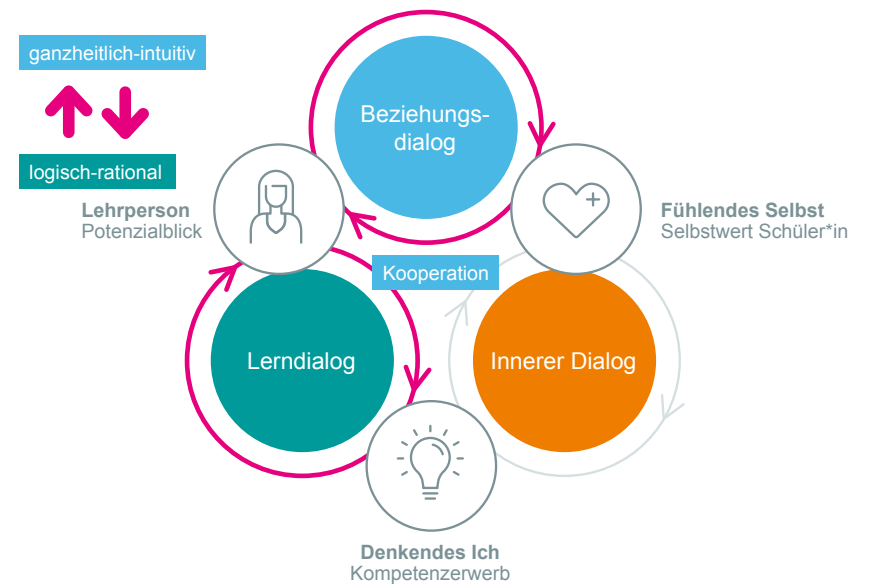 ganzheitlich-intuitiv
logisch-rational
Beziehungs-
dialog
Lehrperson
Potenzialblick
Fühlendes Selbst
Selbstwert Schüler*in
Kooperation
Lerndialog
Innerer Dialog
Denkendes Ich
Kompetenzerwerb